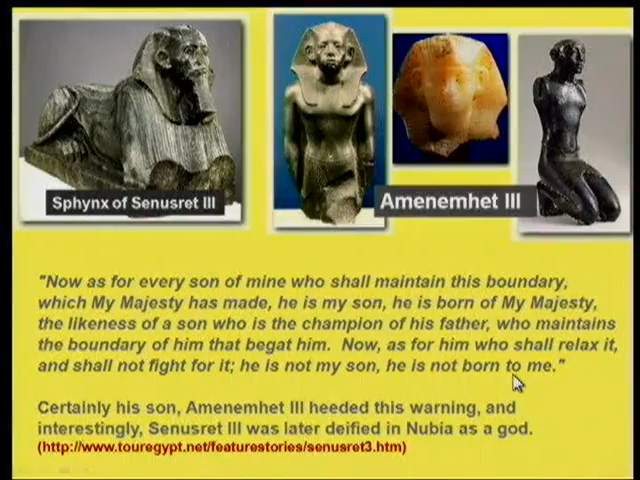 Sphynx of Senusret III
Amenemhet III
"Now as for every son of mine who shall maintain this boundary,
which My Majesty has made, he is my son, he is born of My Majesty,
the likeness of a son who is the champion of his father, who maintains
the boundary of him that begat him.  Now, as for him who shall relax it,
and shall not fight for it; he is not my son, he is not born to me."
Certainly his son, Amenemhet III heeded this warning, and
interestingly, Senusret III was later deified in Nubia as a god.
(http://www.touregypt.net/featurestories/senusret3.htm)